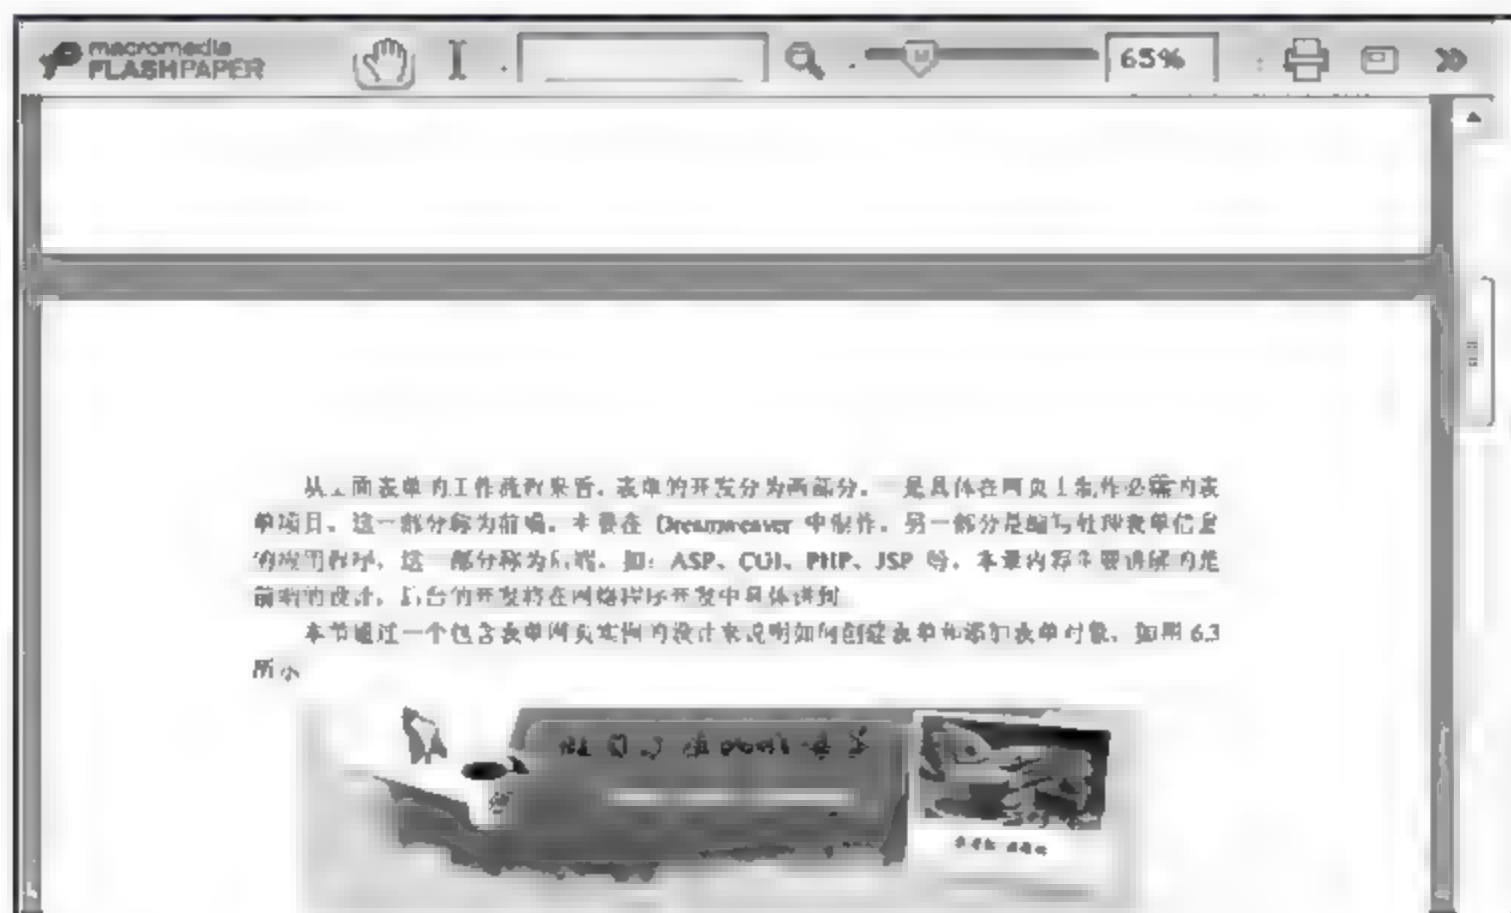 macromedia
FLASHPAPER
65%
从上面表单的工作流程来看，表单的开发分为两部分，一是具体在网页上制作必需的表
单项目，这一部分称为前端，主要在 Dreamweaver 中制作。另一部分是编写处理表单信息
的应用程序，这一部分称为后端，如：ASP、CGI、PHP、JSP 等。本章内容主要讲解的是
前端的设计，后台的开发将在网络程序开发中具体讲到
本节通过一个包含表单网页实例的设计来说明如何创建表单和添加表单对象，如图 6.3
所示